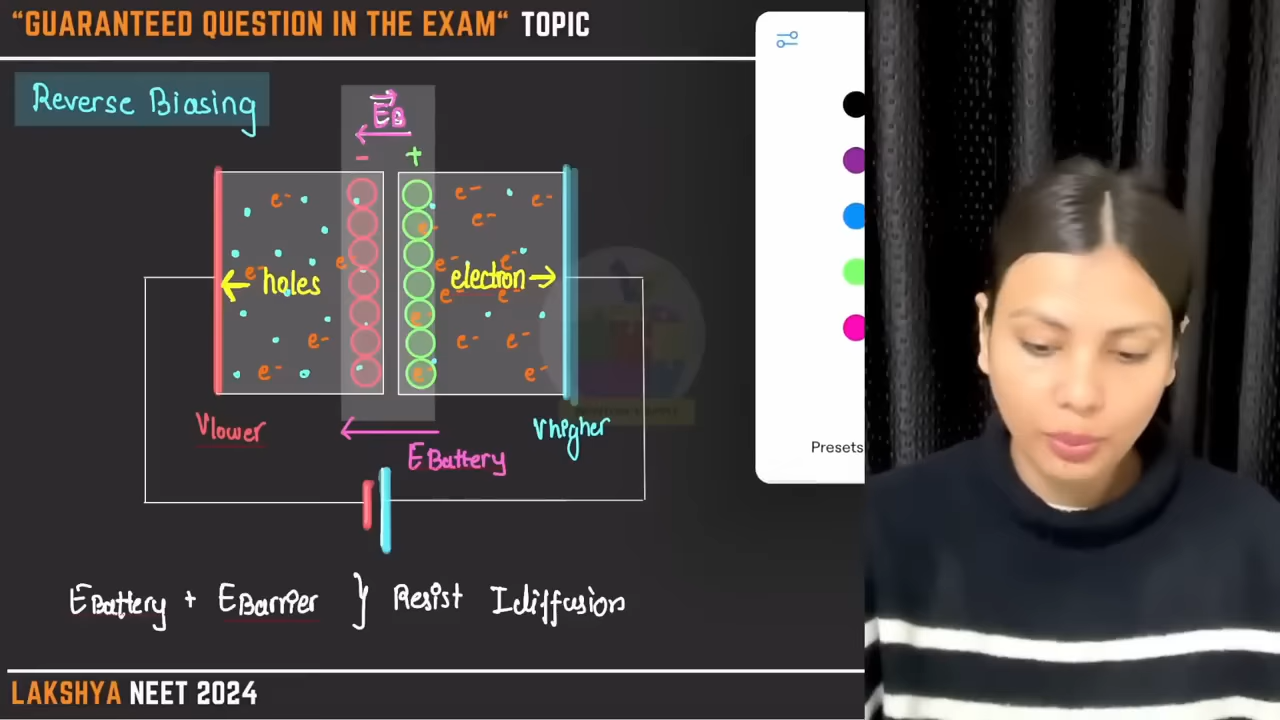 “GUARANTEED QUESTION IN THE EXAM“ TOPIC
Reverse Biasing
EB
- +
e- e- e-
e-
e-
e- e- e-
e- holes electron
e- e-
e-
e- e- e-
e- e- e-
Vlower Vhigher
EBattery
Presets
EBattery + EBarrier } Resist Idiffusion
LAKSHYA NEET 2024